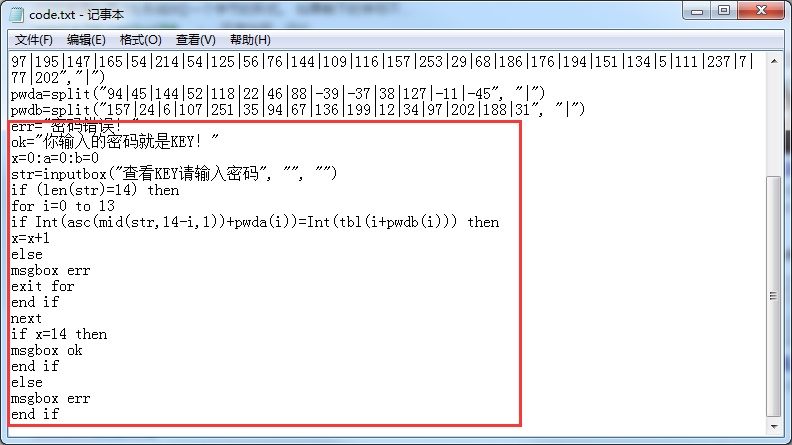 code.txt - 记事本
文件(F) 编辑(E) 格式(O) 查看(V) 帮助(H)
97|195|147|165|54|214|54|125|56|76|144|109|116|157|253|29|68|186|176|194|151|134|5|111|237|7|
77|202","|")
pwda=split("94|45|144|52|118|22|46|88|-39|-37|38|127|-11|-45", "|")
pwdb=split("157|24|6|107|251|35|94|67|136|199|12|34|97|202|188|31", "|")
err="密码错误！"
ok="你输入的密码就是KEY！"
x=0:a=0:b=0
str=inputbox("查看KEY请输入密码", "", "")
if (len(str)=14) then
for i=0 to 13
if Int(asc(mid(str,14-i,1))+pwda(i))=Int(tbl(i+pwdb(i))) then
x=x+1
else
msgbox err
exit for
end if
next
if x=14 then
msgbox ok
end if
else
msgbox err
end if